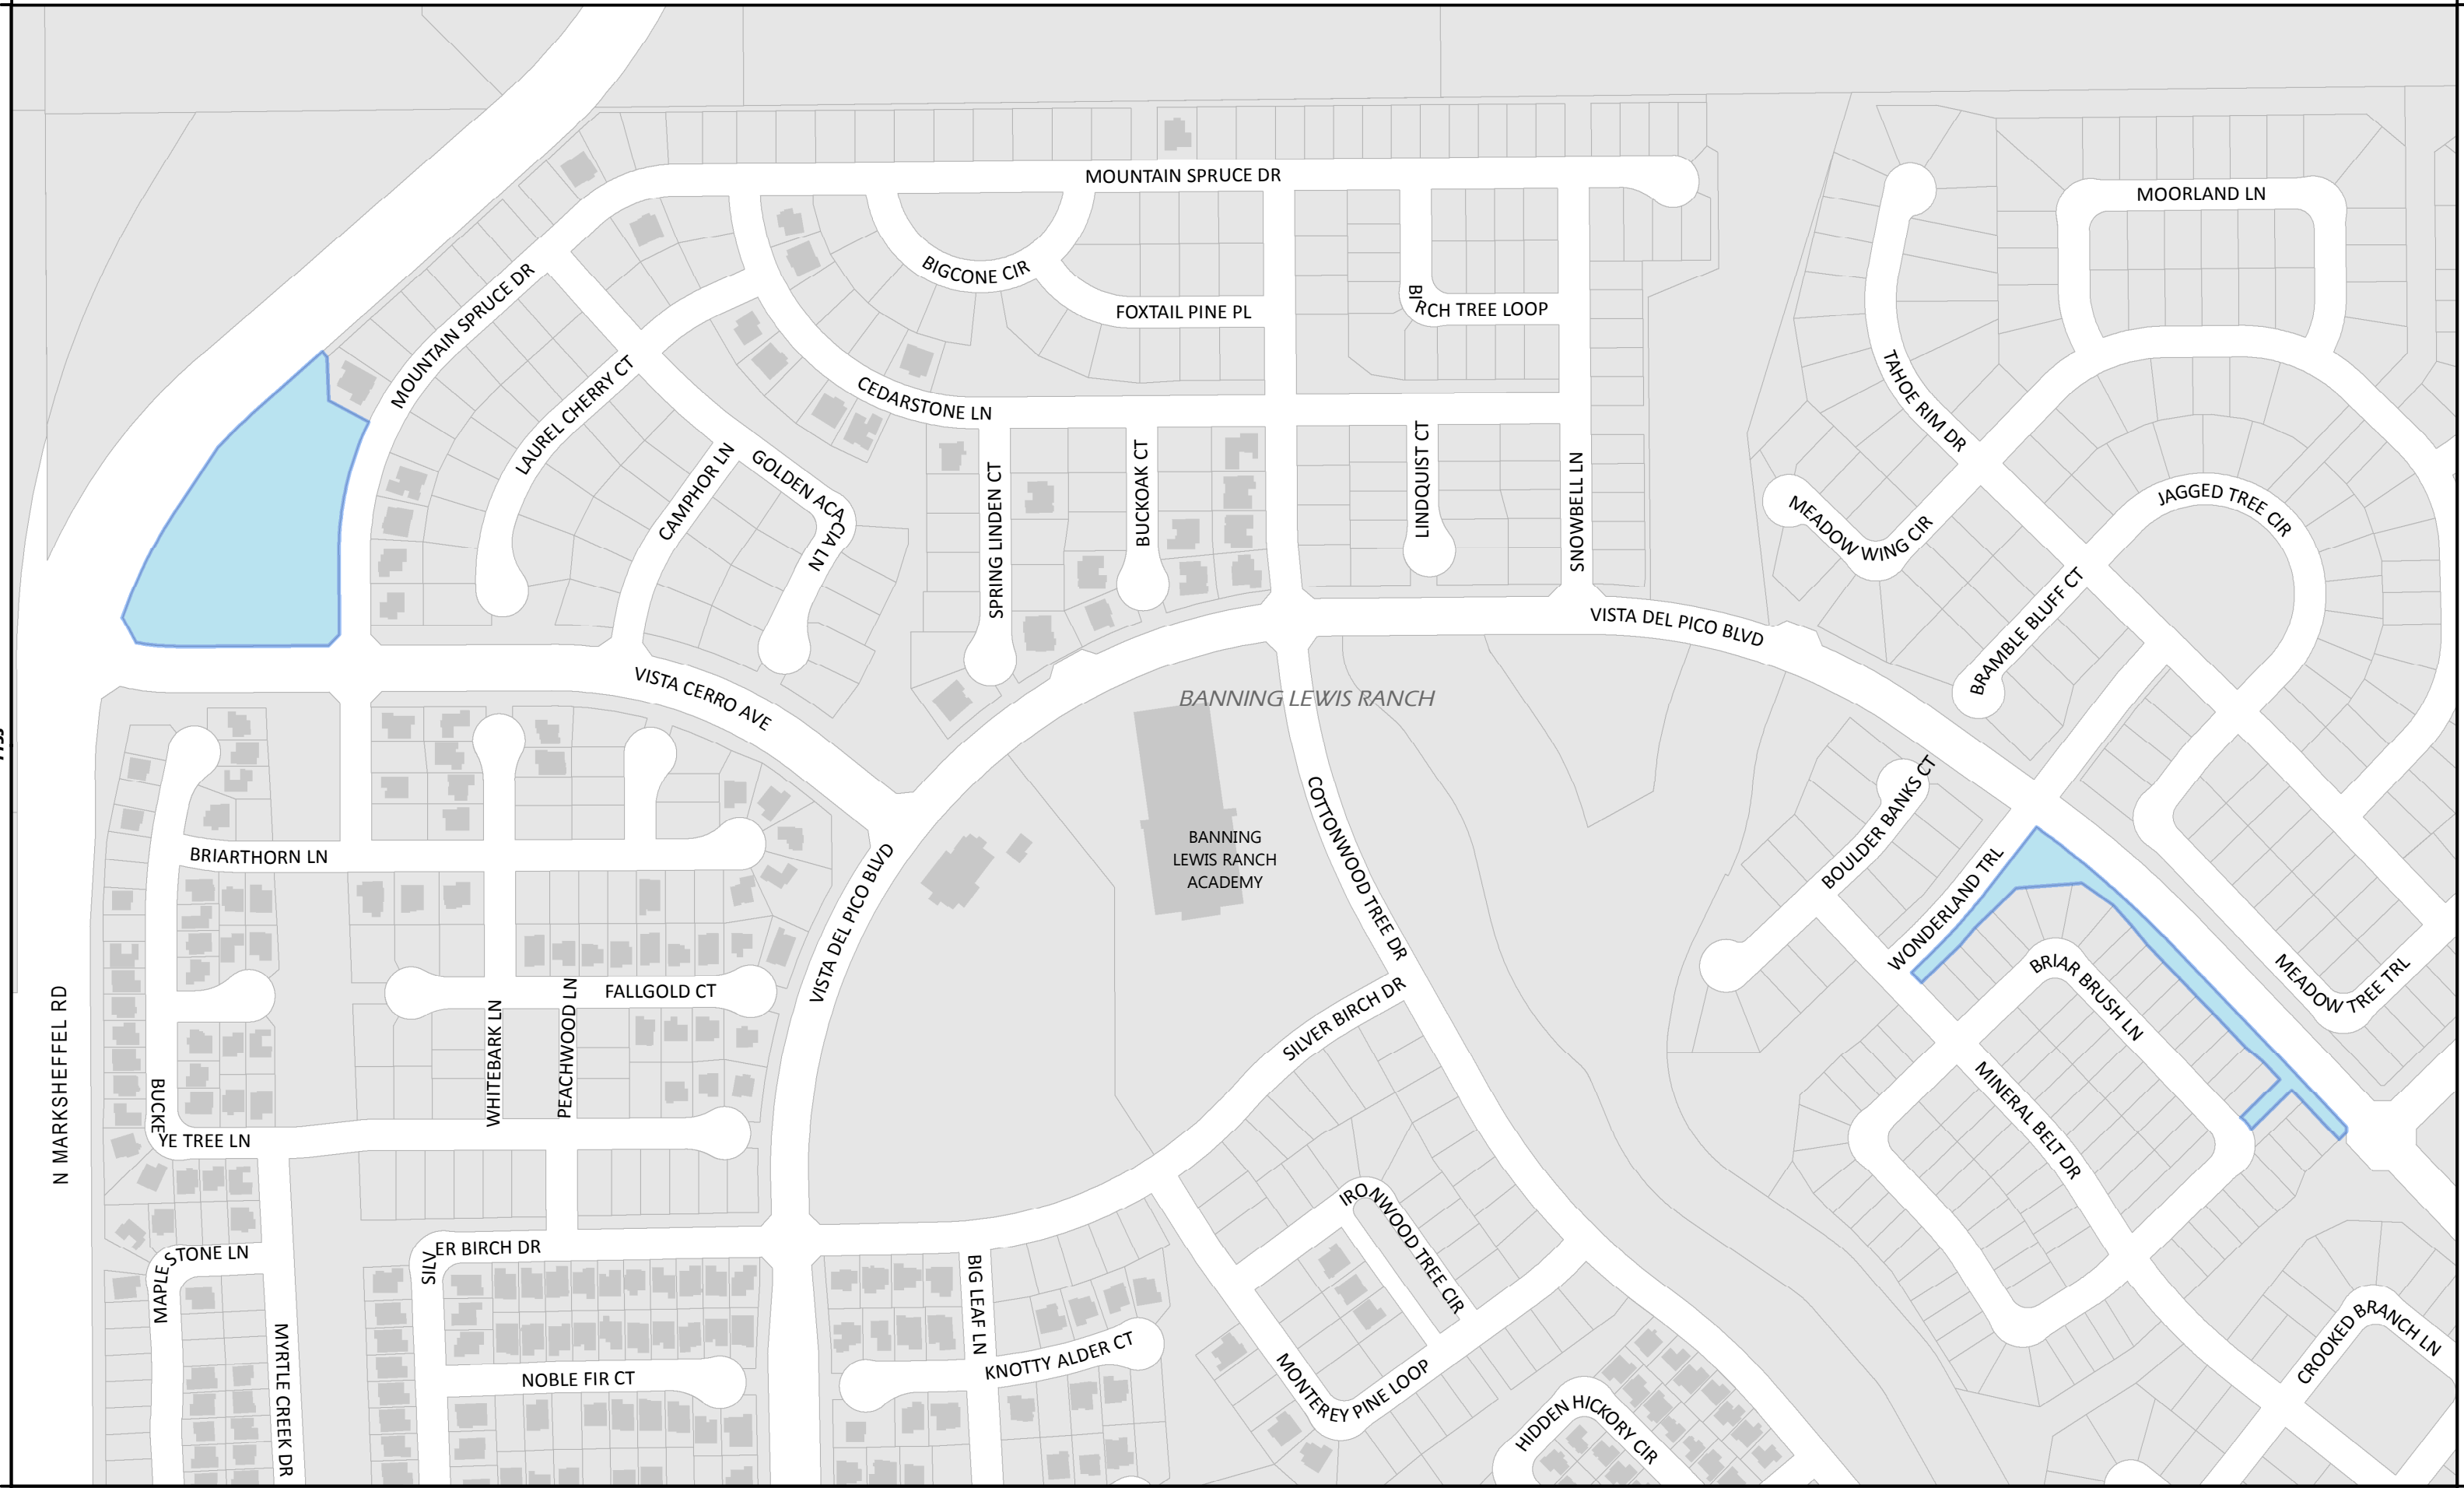 MOUNTAIN SPRUCE DR
MOORLAND LN
BIGCONE CIR
FOXTAIL PINE PL
BIRCH TREE LOOP
MOUNTAIN SPRUCE DR
TAHOE RIM DR
LAUREL CHERRY CT
CEDARSTONE LN
CAMPHOR LN
GOLDEN ACACIA LN
SPRING LINDEN CT
BUCKOAK CT
LINDQUIST CT
SNOWBELL LN
MEADOW WING CIR
JAGGED TREE CIR
BRAMBLE BLUFF CT
VISTA DEL PICO BLVD
VISTA CERRO AVE
BANNING LEWIS RANCH
BRIARTHORN LN
VISTA DEL PICO BLVD
BANNING
LEWIS RANCH
ACADEMY
COTTONWOOD TREE DR
BOULDER BANKS CT
WONDERLAND TRL
BRIAR BRUSH LN
MEADOW TREE TRL
N MARKSHEFFEL RD
FALLGOLD CT
WHITEBARK LN
PEACHWOOD LN
SILVER BIRCH DR
MINERAL BELT DR
BUCKEYE TREE LN
IRONWOOD TREE CIR
MAPLE STONE LN
SILVER BIRCH DR
BIG LEAF LN
MYRTLE CREEK DR
NOBLE FIR CT
KNOTTY ALDER CT
MONTEREY PINE LOOP
HIDDEN HICKORY CIR
CROOKED BRANCH LN